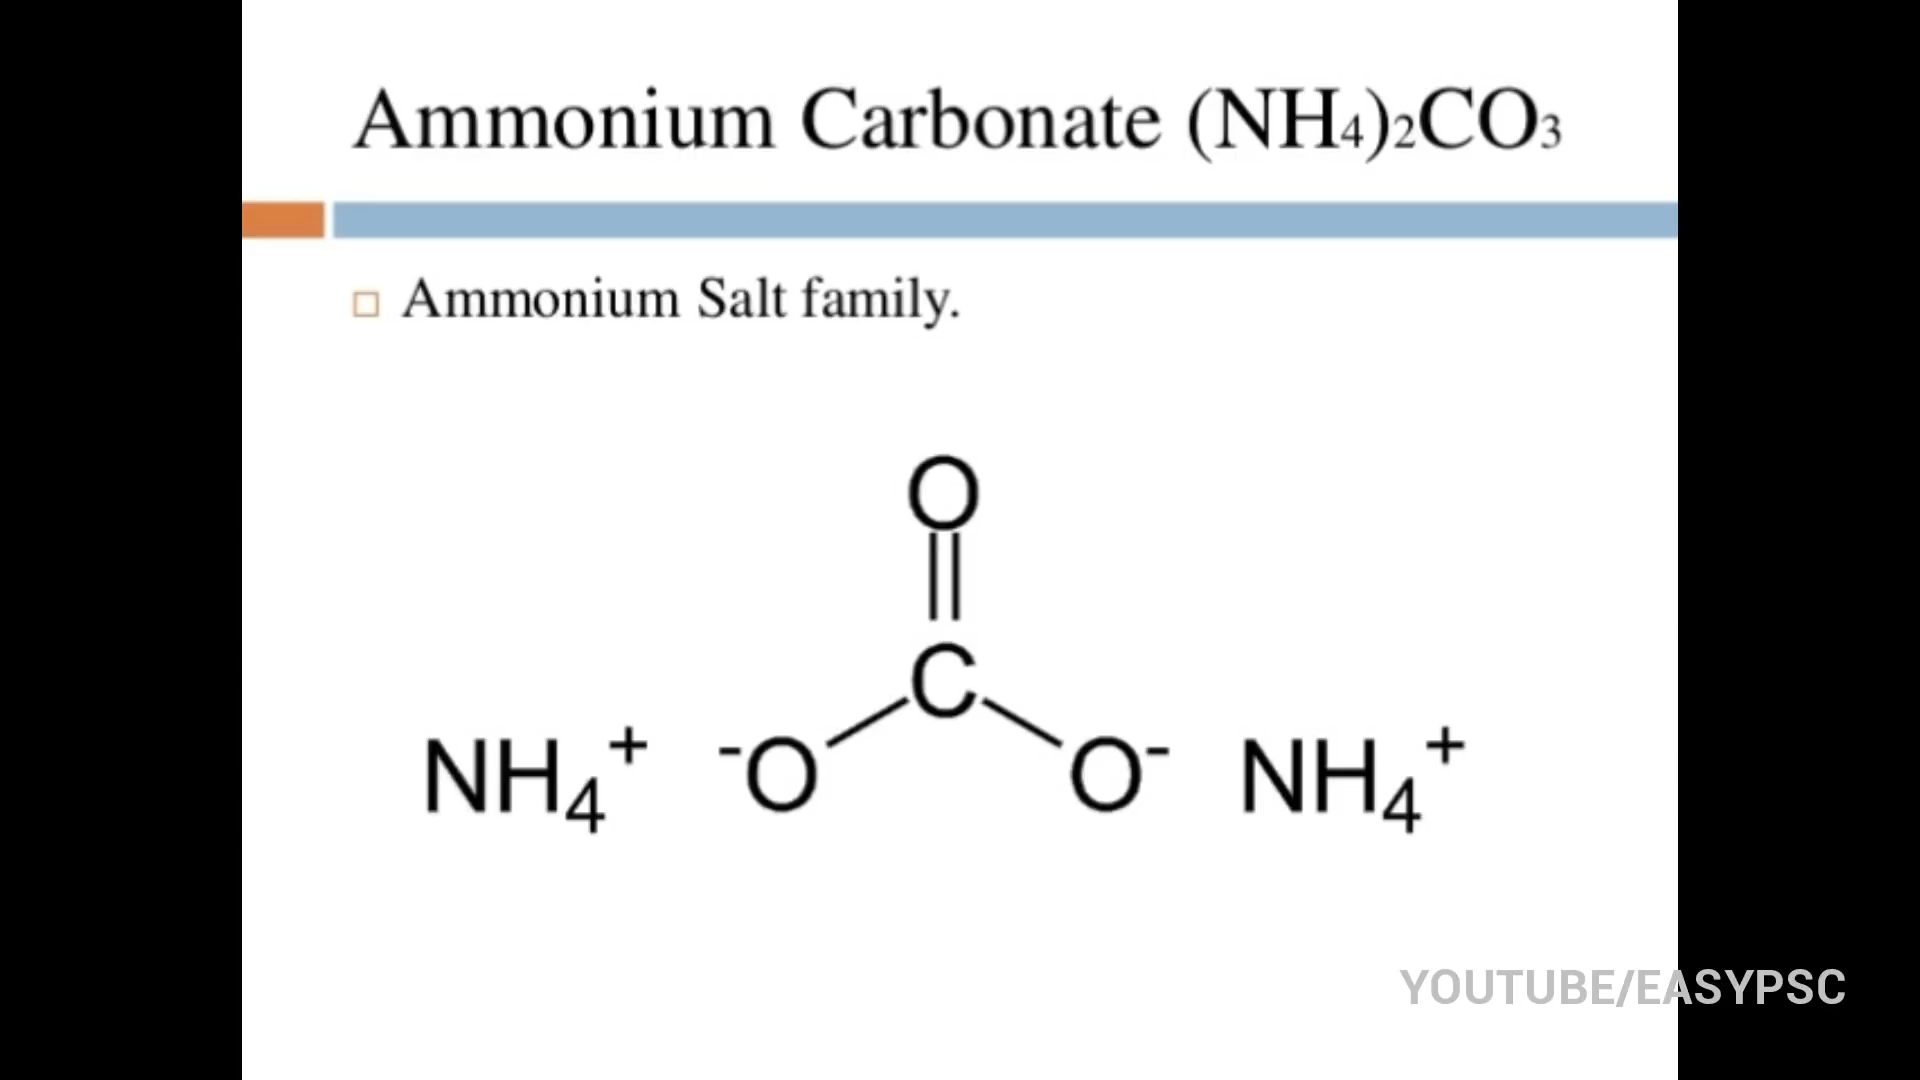 Ammonium Carbonate (NH₄)₂CO₃
Ammonium Salt family.
O
C
NH₄⁺ ⁻O O⁻ NH₄⁺
YOUTUBE/EASYPSC